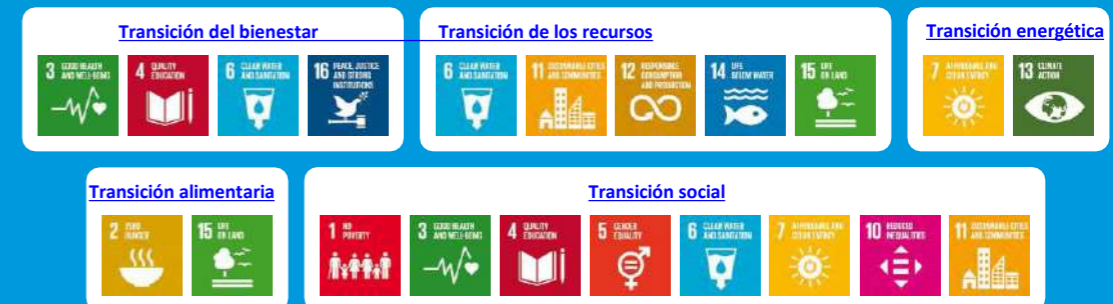 Transición del bienestar
3 GOOD HEALTH
AND WELL-BEING
4 QUALITY
EDUCATION
6 CLEAN WATER
AND SANITATION
16 PEACE, JUSTICE
AND STRONG
INSTITUTIONS
Transición de los recursos
6 CLEAN WATER
AND SANITATION
11 SUSTAINABLE CITIES
AND COMMUNITIES
12 RESPONSIBLE
CONSUMPTION
AND PRODUCTION
14 LIFE
BELOW WATER
15 LIFE
ON LAND
Transición energética
7 AFFORDABLE AND
CLEAN ENERGY
13 CLIMATE
ACTION
Transición alimentaria
2 ZERO
HUNGER
15 LIFE
ON LAND
Transición social
1 NO
POVERTY
3 GOOD HEALTH
AND WELL-BEING
4 QUALITY
EDUCATION
5 GENDER
EQUALITY
6 CLEAN WATER
AND SANITATION
7 AFFORDABLE AND
CLEAN ENERGY
10 REDUCED
INEQUALITIES
11 SUSTAINABLE CITIES
AND COMMUNITIES